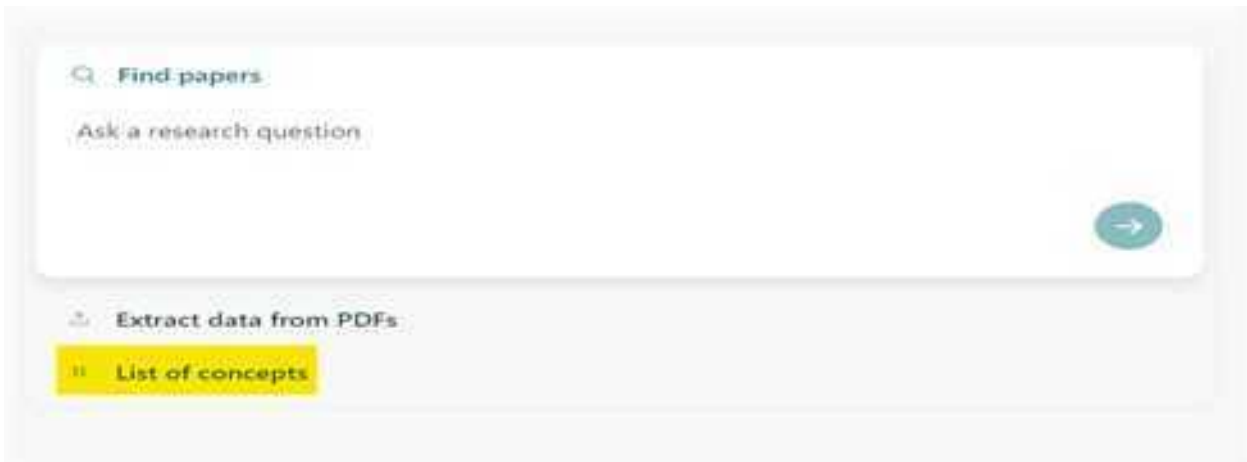 Find papers
Ask a research question
Extract data from PDFs
List of concepts